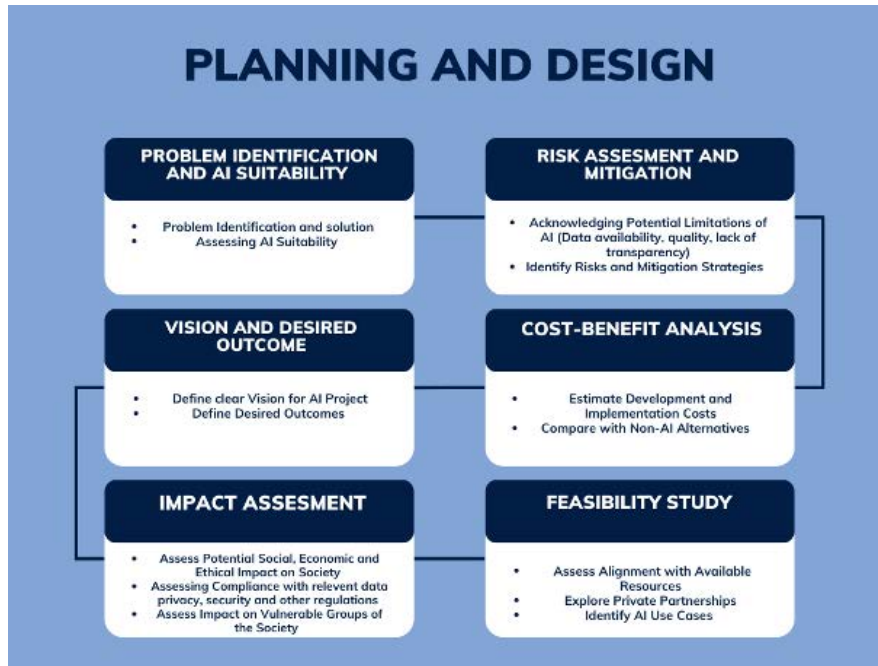 PLANNING AND DESIGN
PROBLEM IDENTIFICATION
AND AI SUITABILITY
• Problem Identification and solution
• Assessing AI Suitability
RISK ASSESMENT AND
MITIGATION
• Acknowledging Potential Limitations of
AI (Data availability, quality, lack of
transparency)
• Identify Risks and Mitigation Strategies
VISION AND DESIRED
OUTCOME
• Define clear Vision for AI Project
• Define Desired Outcomes
COST-BENEFIT ANALYSIS
• Estimate Development and
Implementation Costs
• Compare with Non-AI Alternatives
IMPACT ASSESMENT
• Assess Potential Social, Economic and
Ethical Impact on Society
• Assessing Compliance with relevent data
privacy, security and other regulations
• Assess Impact on Vulnerable Groups of
the Society
FEASIBILITY STUDY
• Assess Alignment with Available
Resources
• Explore Private Partnerships
• Identify AI Use Cases